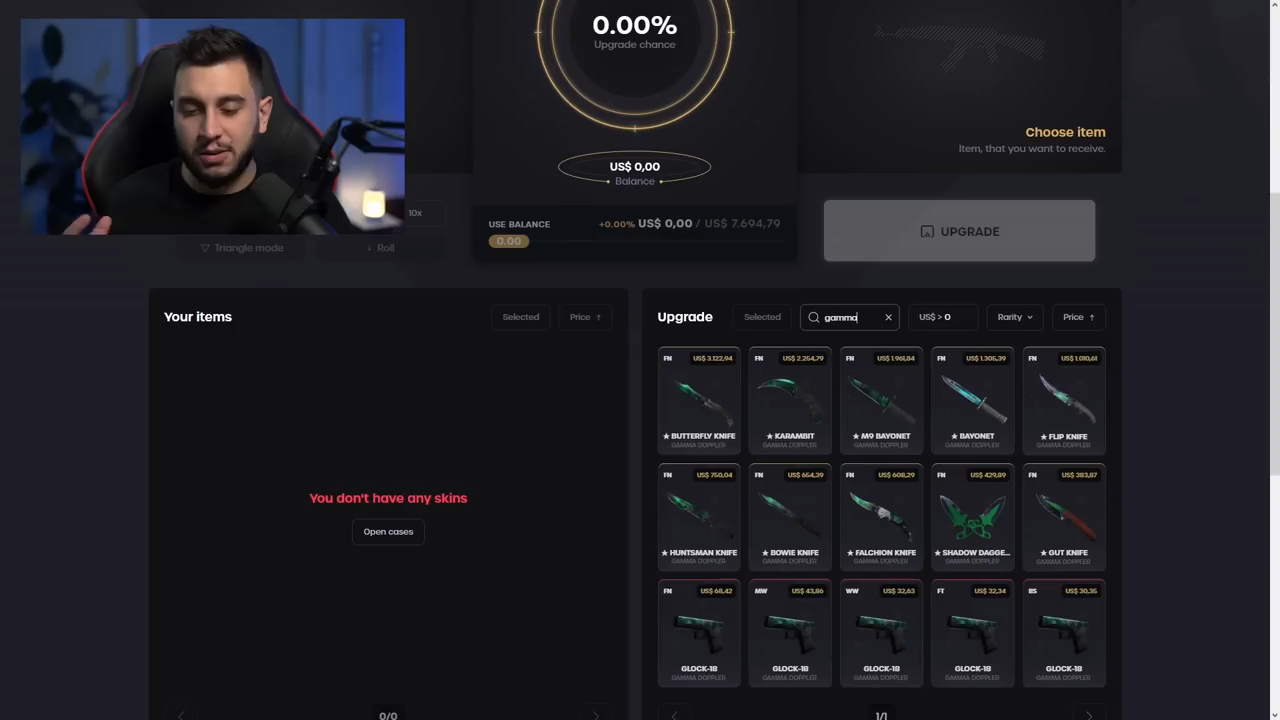 0.00%
Upgrade chance
Choose item
Item, that you want to receive.
US$ 0,00
Balance
10x
USE BALANCE +0.00% US$ 0,00 / US$ 7.694,79
0.00
UPGRADE
Triangle mode
Roll
Your items
Selected
Price
You don't have any skins
Open cases
0/0
Upgrade
Selected
gamma
US$ > 0
Rarity
Price
FN US$ 3.122,94
★ BUTTERFLY KNIFE
GAMMA DOPPLER
FN US$ 2.254,79
★ KARAMBIT
GAMMA DOPPLER
FN US$ 1.961,84
★ M9 BAYONET
GAMMA DOPPLER
FN US$ 1.305,39
★ BAYONET
GAMMA DOPPLER
FN US$ 1.010,61
★ FLIP KNIFE
GAMMA DOPPLER
FN US$ 750,04
★ HUNTSMAN KNIFE
GAMMA DOPPLER
FN US$ 654,39
★ BOWIE KNIFE
GAMMA DOPPLER
FN US$ 608,29
★ FALCHION KNIFE
GAMMA DOPPLER
FN US$ 429,89
★ SHADOW DAGGE...
GAMMA DOPPLER
FN US$ 383,87
★ GUT KNIFE
GAMMA DOPPLER
FN US$ 68,42
GLOCK-18
GAMMA DOPPLER
MW US$ 43,86
GLOCK-18
GAMMA DOPPLER
WW US$ 32,63
GLOCK-18
GAMMA DOPPLER
FT US$ 32,34
GLOCK-18
GAMMA DOPPLER
BS US$ 30,35
GLOCK-18
GAMMA DOPPLER
1/1